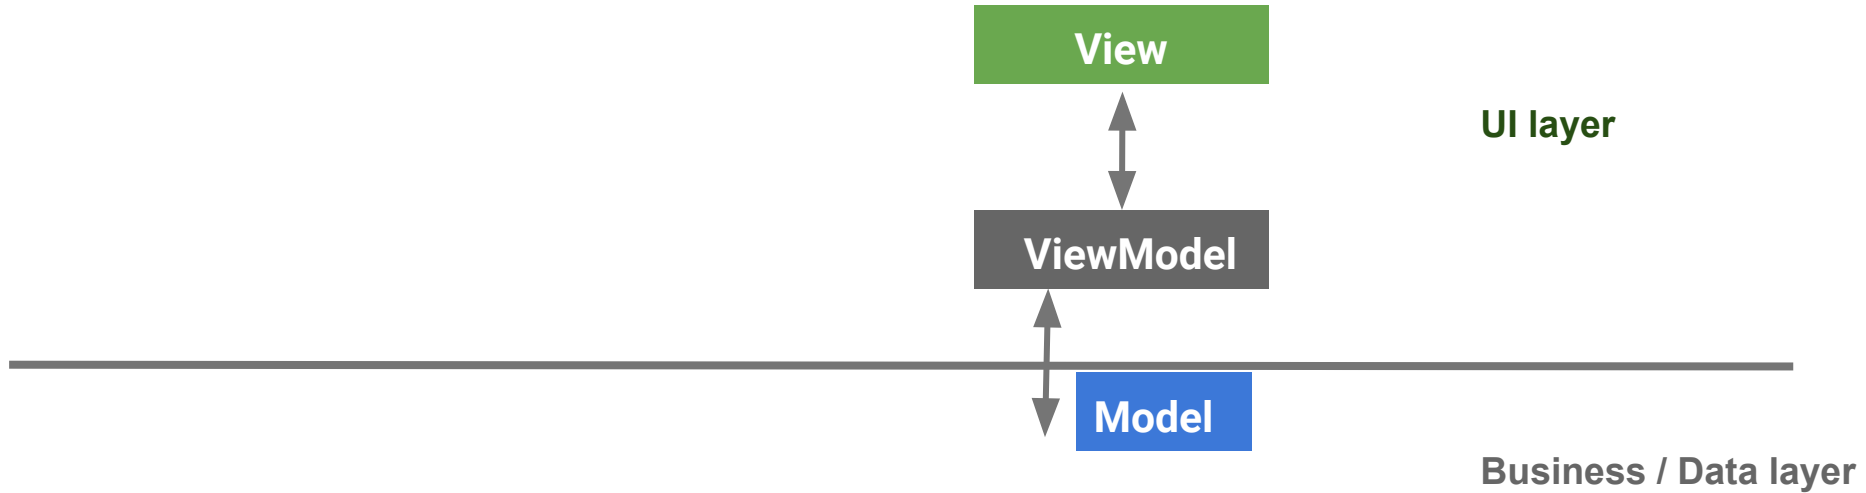 View
UI layer
ViewModel
Model
Business / Data layer